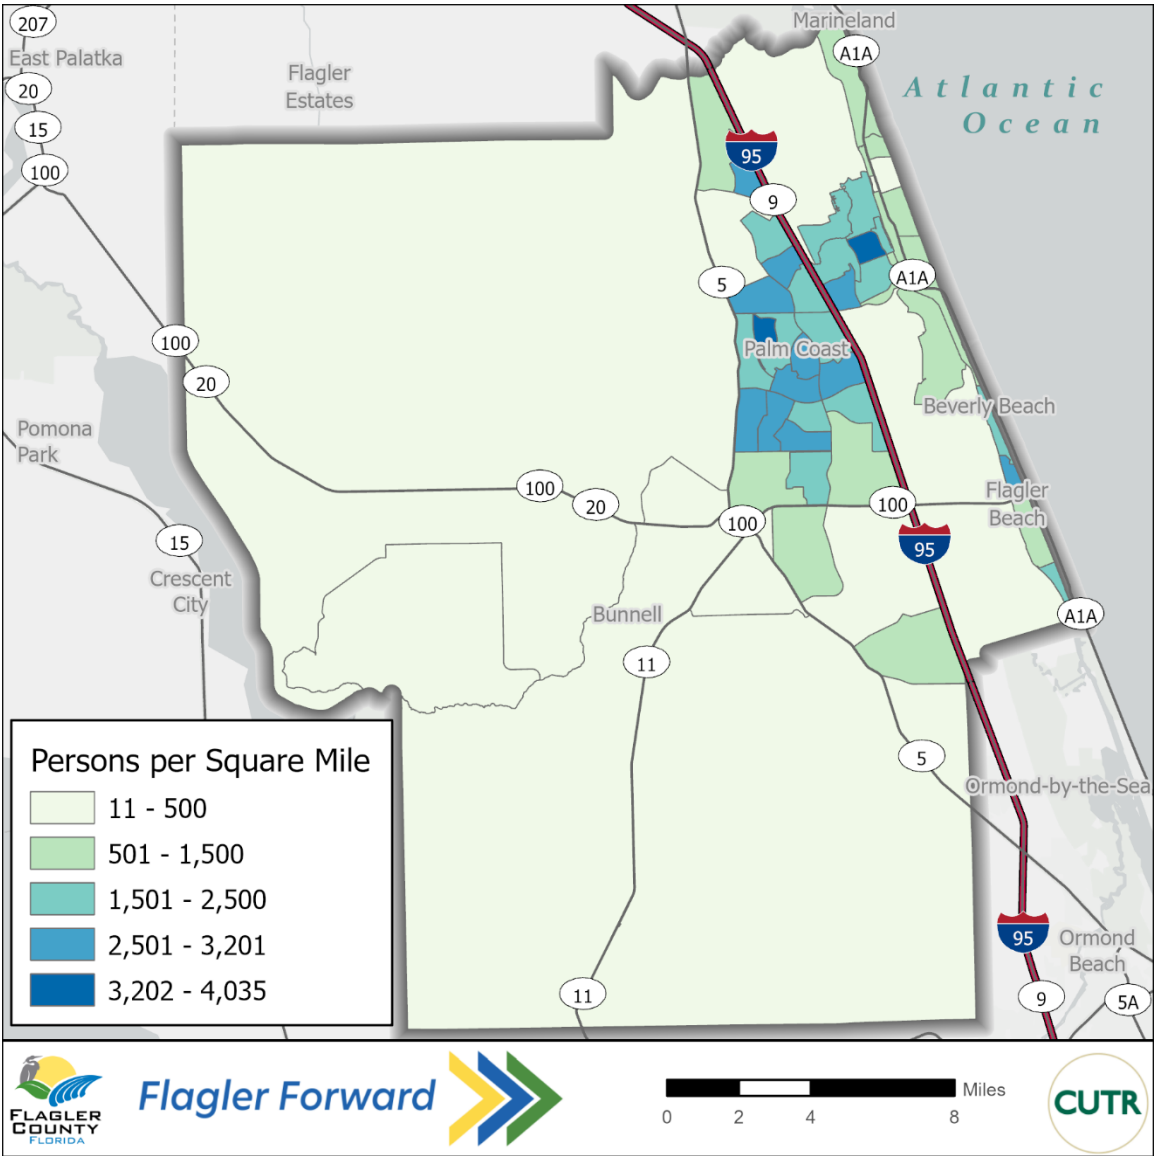 207
Marineland
East Palatka
A1A
Flagler
Estates
Atlantic
Ocean
20
15
95
100
9
5
A1A
100
Palm Coast
20
Beverly Beach
Pomona
Park
100
20
Flagler
Beach
100
100
95
15
Crescent
City
Bunnell
A1A
11
5
Ormond-by-the-Sea
Persons per Square Mile
11 - 500
501 - 1,500
1,501 - 2,500
2,501 - 3,201
3,202 - 4,035
95
Ormond
Beach
11
9
5A
FLAGLER
COUNTY
FLORIDA
Flagler Forward
Miles
0 2 4 8
CUTR